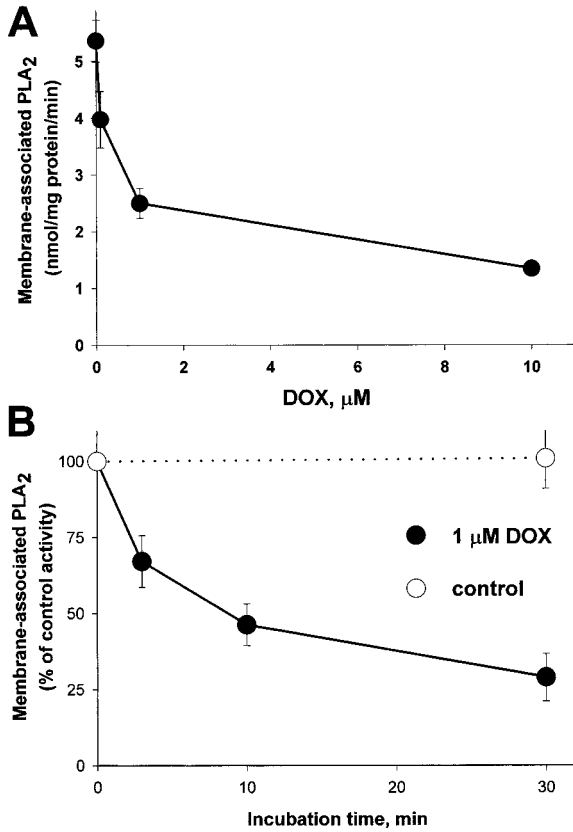 A
Membrane-associated PLA₂
(nmol/mg protein/min)
5
4
3
2
1
0
0 2 4 6 8 10
DOX, μM
B
Membrane-associated PLA₂
(% of control activity)
100
75
50
25
0
1 μM DOX
control
0 10 20 30
Incubation time, min